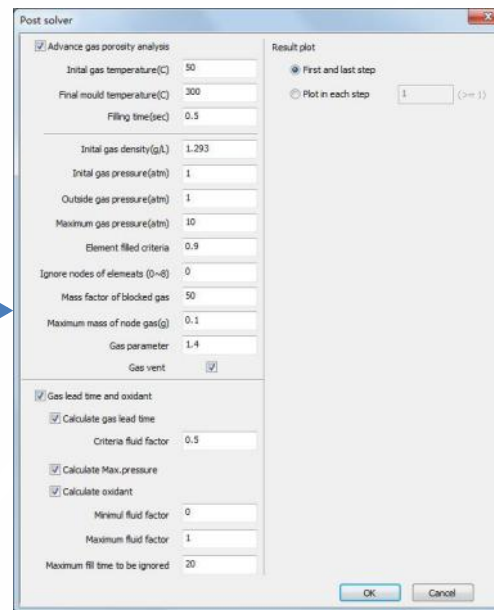 Post solver
Advance gas porosity analysis
Inital gas temperature(C) 50
Final mould temperature(C) 300
Filling time(sec) 0.5
Inital gas density(g/L) 1.293
Inital gas pressure(atm) 1
Outside gas pressure(atm) 1
Maximum gas pressure(atm) 10
Element filled criteria 0.9
Ignore nodes of elemeats (0~8) 0
Mass factor of blocked gas 50
Maximum mass of node gas(g) 0.1
Gas parameter 1.4
Gas vent
Gas lead time and oxidant
Calculate gas lead time
Criteria fluid factor 0.5
Calculate Max.pressure
Calculate oxidant
Minimul fluid factor 0
Maximum fluid factor 1
Maximum fill time to be ignored 20
Result plot
First and last step
Plot in each step 1 (>= 1)
OK Cancel